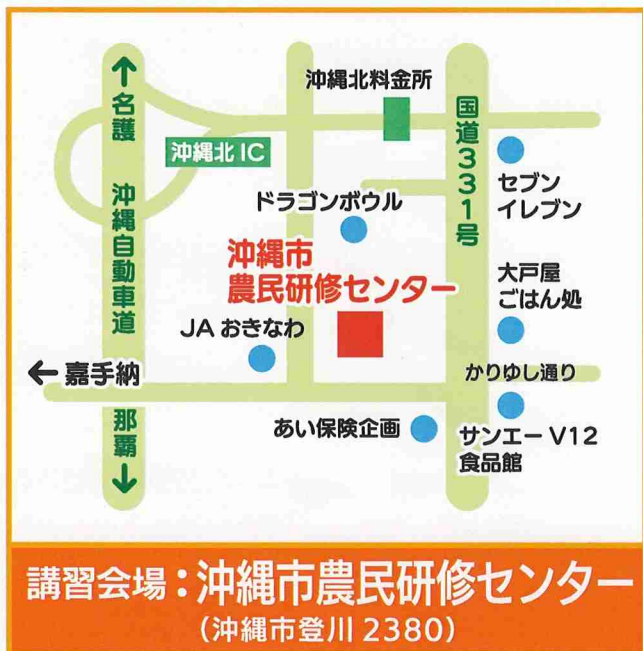 ↑名護
沖縄自動車道
那覇↓
沖縄北料金所
沖縄北IC
国道331号
セブン
イレブン
ドラゴンボウル
沖縄市
農民研修センター
大戸屋
ごはん処
JAおきなわ
←嘉手納
かりゆし通り
あい保険企画
サンエーV12
食品館
講習会場：沖縄市農民研修センター
（沖縄市登川2380）